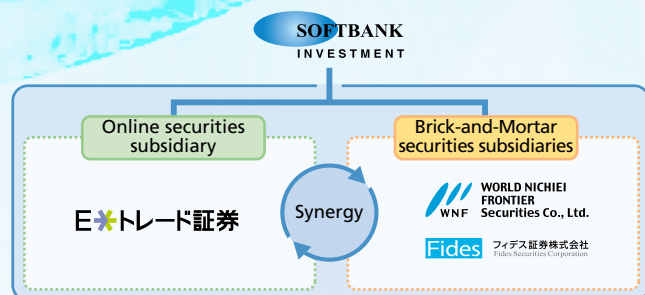 SOFTBANK
INVESTMENT
Online securities
subsidiary
Brick-and-Mortar
securities subsidiaries
E*トレード証券
Synergy
WNF
WORLD NICHIEI
FRONTIER
Securities Co., Ltd.
Fides
フィデス証券株式会社
Fides Securities Corporation